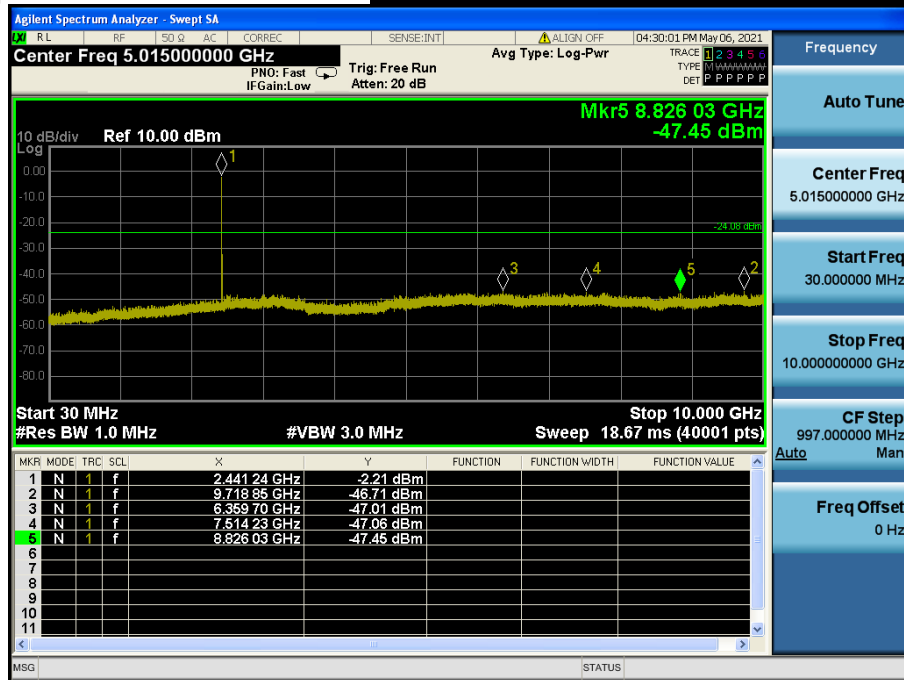 Agilent Spectrum Analyzer - Swept SA
LXI RL RF 50 Ω AC CORREC SENSE:INT ALIGN OFF 04:30:01 PM May 06, 2021
Center Freq 5.015000000 GHz
PNO: Fast
IFGain:Low
Trig: Free Run
Atten: 20 dB
Avg Type: Log-Pwr
TRACE 1 2 3 4 5 6
TYPE M WWWWW
DET P P P P P P
Mkr5 8.826 03 GHz
-47.45 dBm
10 dB/div Ref 10.00 dBm
Log
0.00
-10.0
-20.0
-30.0
-40.0
-50.0
-60.0
-70.0
-80.0
-24.08 dBm
1
3
4
5
2
Start 30 MHz Stop 10.000 GHz
#Res BW 1.0 MHz #VBW 3.0 MHz Sweep 18.67 ms (40001 pts)
MKR MODE TRC SCL X Y FUNCTION FUNCTION WIDTH FUNCTION VALUE
1 N 1 f 2.441 24 GHz -2.21 dBm
2 N 1 f 9.718 85 GHz -46.71 dBm
3 N 1 f 6.359 70 GHz -47.01 dBm
4 N 1 f 7.514 23 GHz -47.06 dBm
5 N 1 f 8.826 03 GHz -47.45 dBm
6
7
8
9
10
11
MSG STATUS
Frequency
Auto Tune
Center Freq
5.015000000 GHz
Start Freq
30.000000 MHz
Stop Freq
10.000000000 GHz
CF Step
997.000000 MHz
Auto Man
Freq Offset
0 Hz